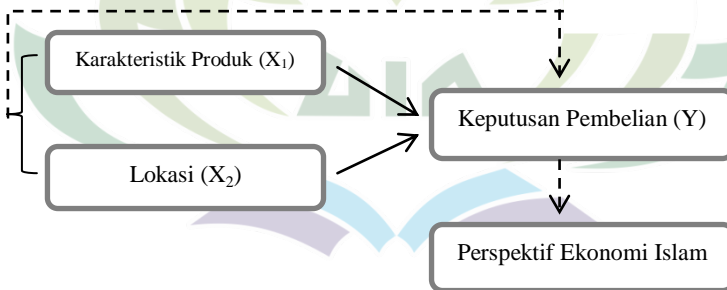 Karakteristik Produk (X₁)
Keputusan Pembelian (Y)
Lokasi (X₂)
Perspektif Ekonomi Islam